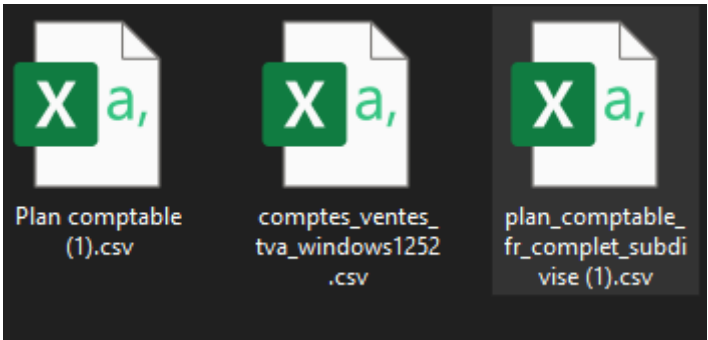 X a,
Plan comptable
(1).csv
X a,
comptes_ventes_
tva_windows1252
.csv
X a,
plan_comptable_
fr_complet_subdi
vise (1).csv